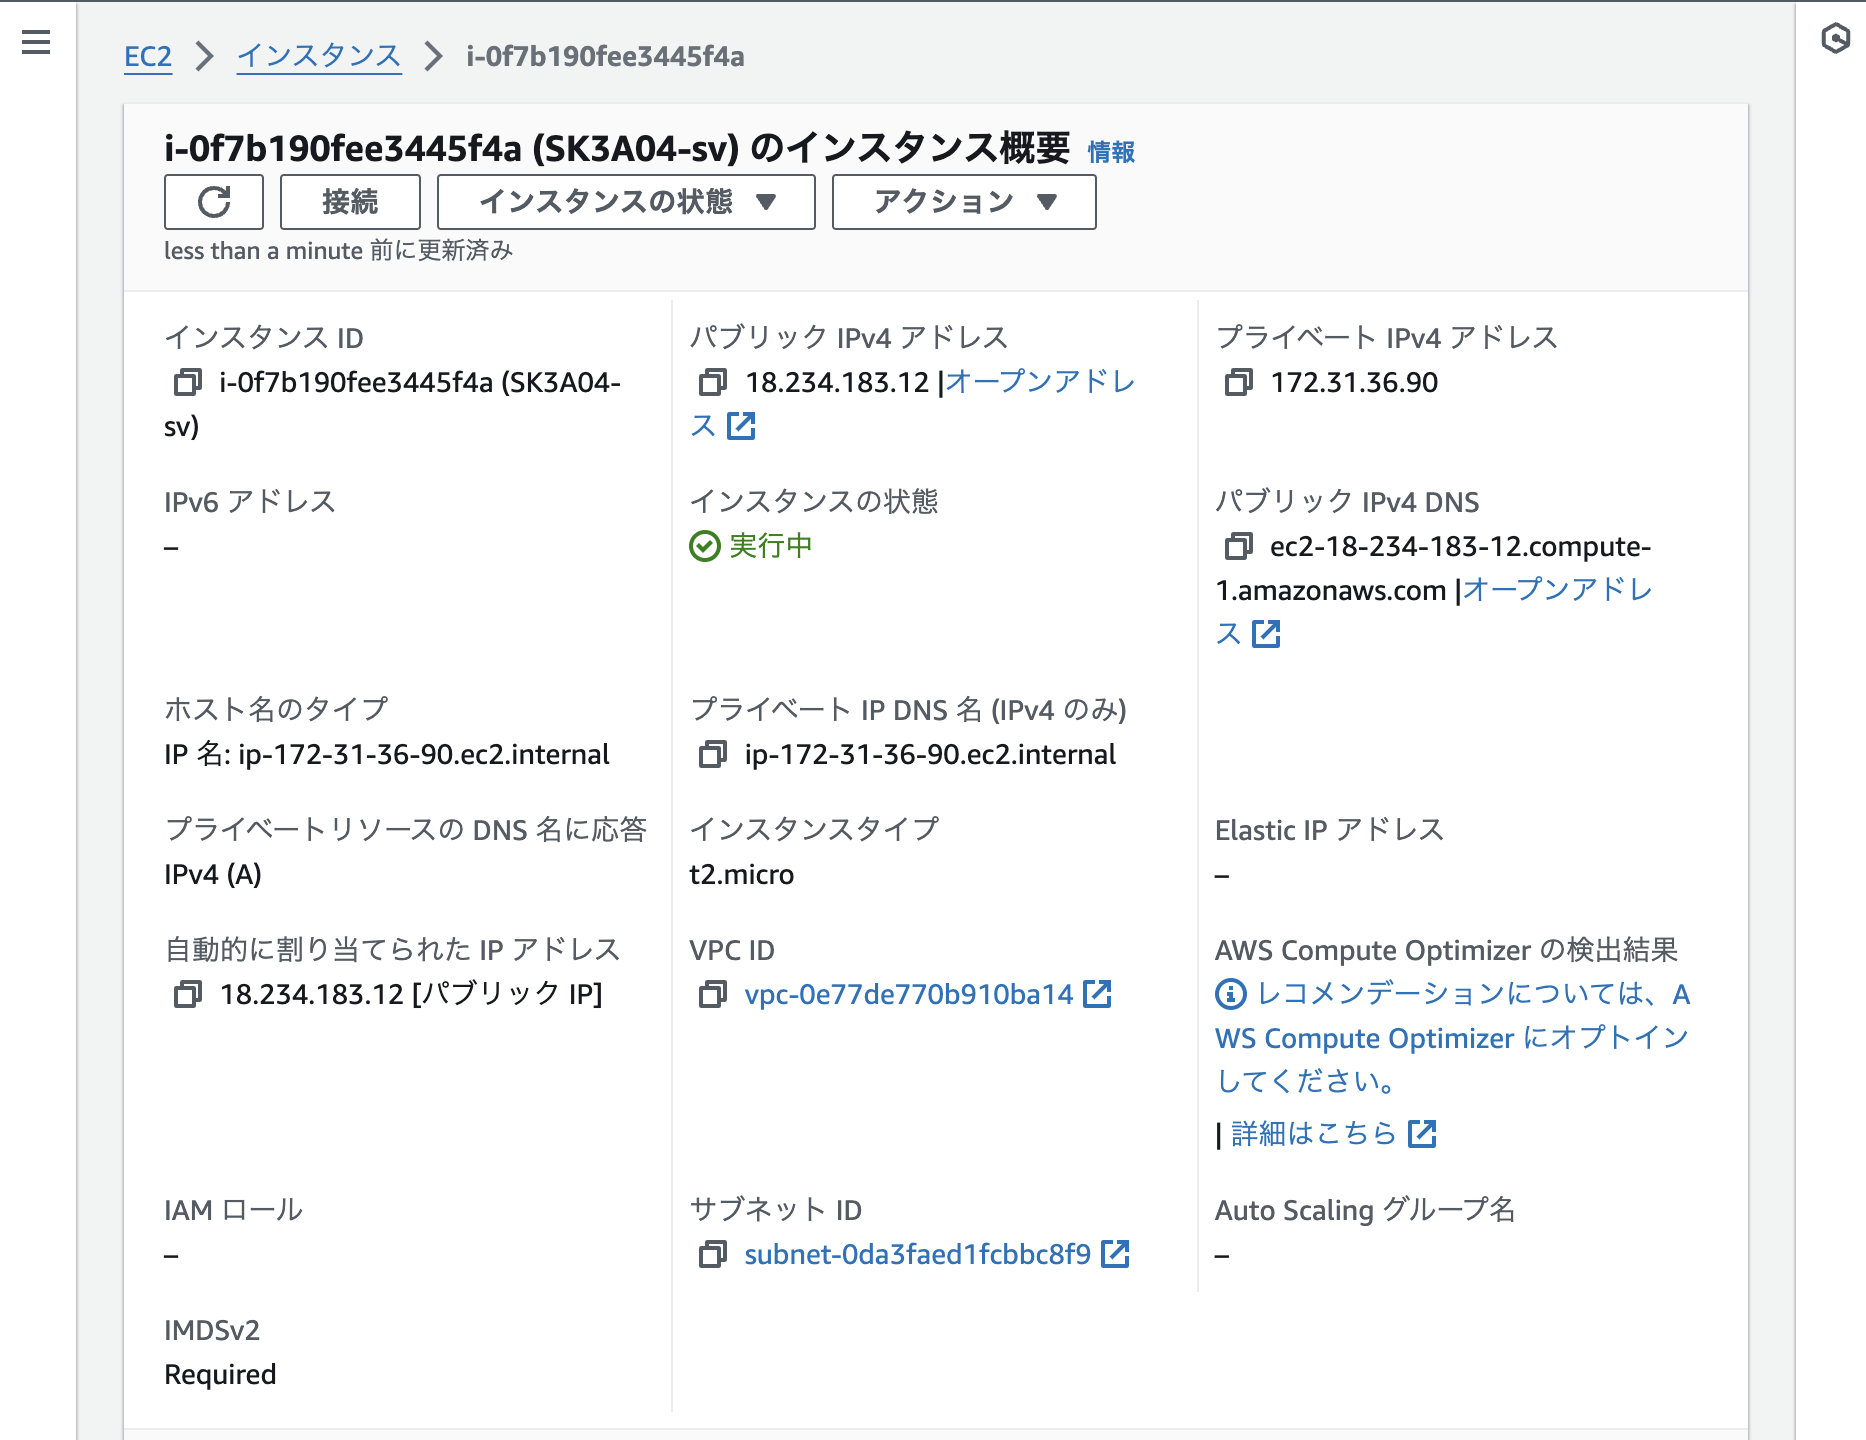 EC2 > インスタンス > i-0f7b190fee3445f4a
i-0f7b190fee3445f4a (SK3A04-sv) のインスタンス概要 情報
接続 インスタンスの状態 ▼ アクション ▼
less than a minute 前に更新済み
インスタンス ID
i-0f7b190fee3445f4a (SK3A04-
sv)
パブリック IPv4 アドレス
18.234.183.12 |オープンアドレ
ス
プライベート IPv4 アドレス
172.31.36.90
IPv6 アドレス
–
インスタンスの状態
実行中
パブリック IPv4 DNS
ec2-18-234-183-12.compute-
1.amazonaws.com |オープンアドレ
ス
ホスト名のタイプ
IP 名: ip-172-31-36-90.ec2.internal
プライベート IP DNS 名 (IPv4 のみ)
ip-172-31-36-90.ec2.internal
プライベートリソースの DNS 名に応答
IPv4 (A)
インスタンスタイプ
t2.micro
Elastic IP アドレス
–
自動的に割り当てられた IP アドレス
18.234.183.12 [パブリック IP]
VPC ID
vpc-0e77de770b910ba14
AWS Compute Optimizer の検出結果
レコメンデーションについては、A
WS Compute Optimizer にオプトイン
してください。
| 詳細はこちら
IAM ロール
–
サブネット ID
subnet-0da3faed1fcbbc8f9
Auto Scaling グループ名
–
IMDSv2
Required